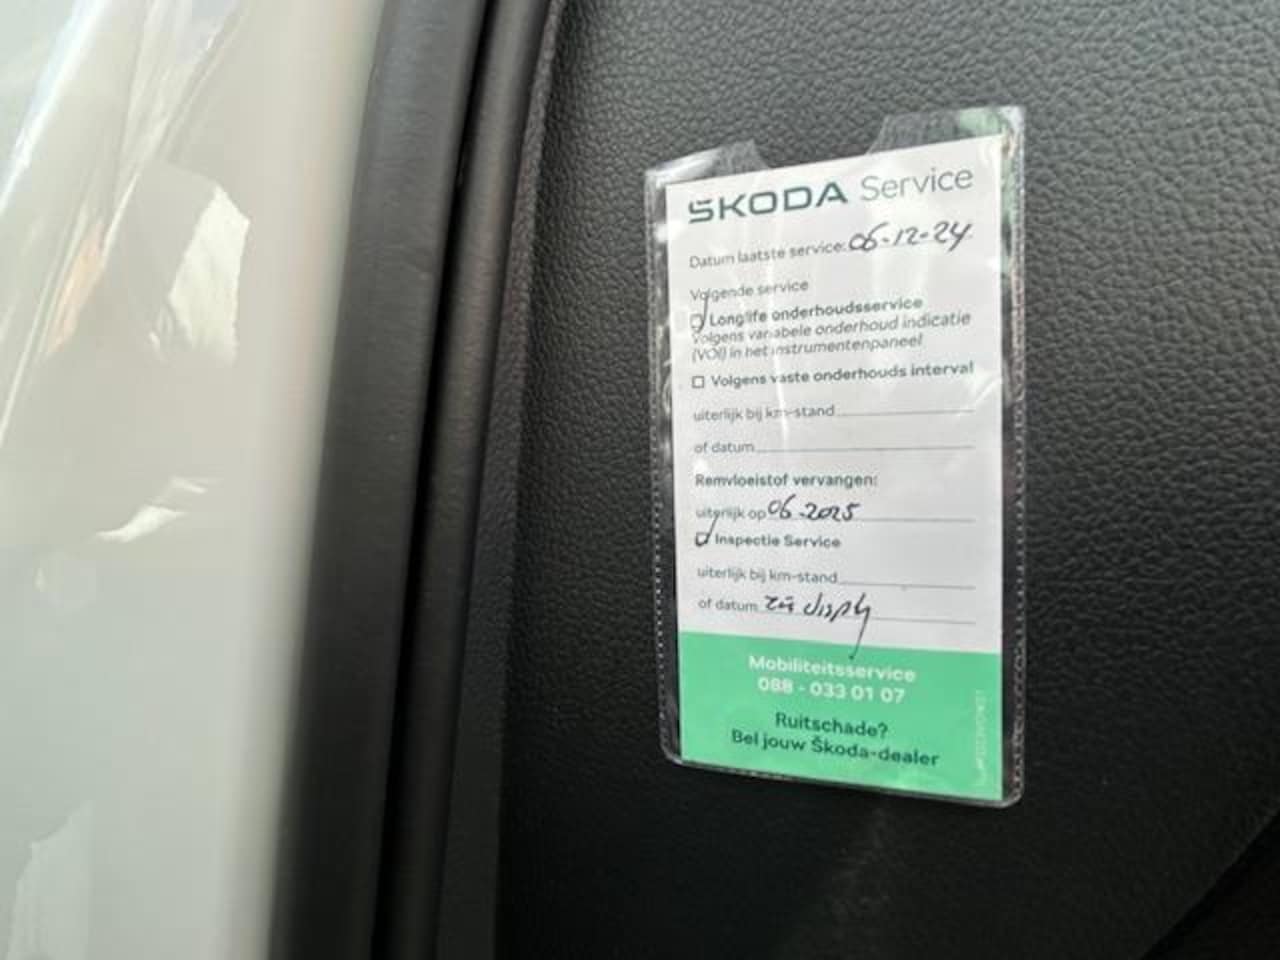 ŠKODA Service
Datum laatste service: 06-12-24
Volgende service
Longlife onderhoudsservice
Volgens variabele onderhoud indicatie
(VOI) in het instrumentenpaneel
Volgens vaste onderhouds interval
uiterlijk bij km-stand
of datum
Remvloeistof vervangen:
uiterlijk op 06-2025
Inspectie Service
uiterlijk bij km-stand
of datum zie display
Mobiliteitsservice
088 - 033 01 07
Ruitschade?
Bel jouw Škoda-dealer